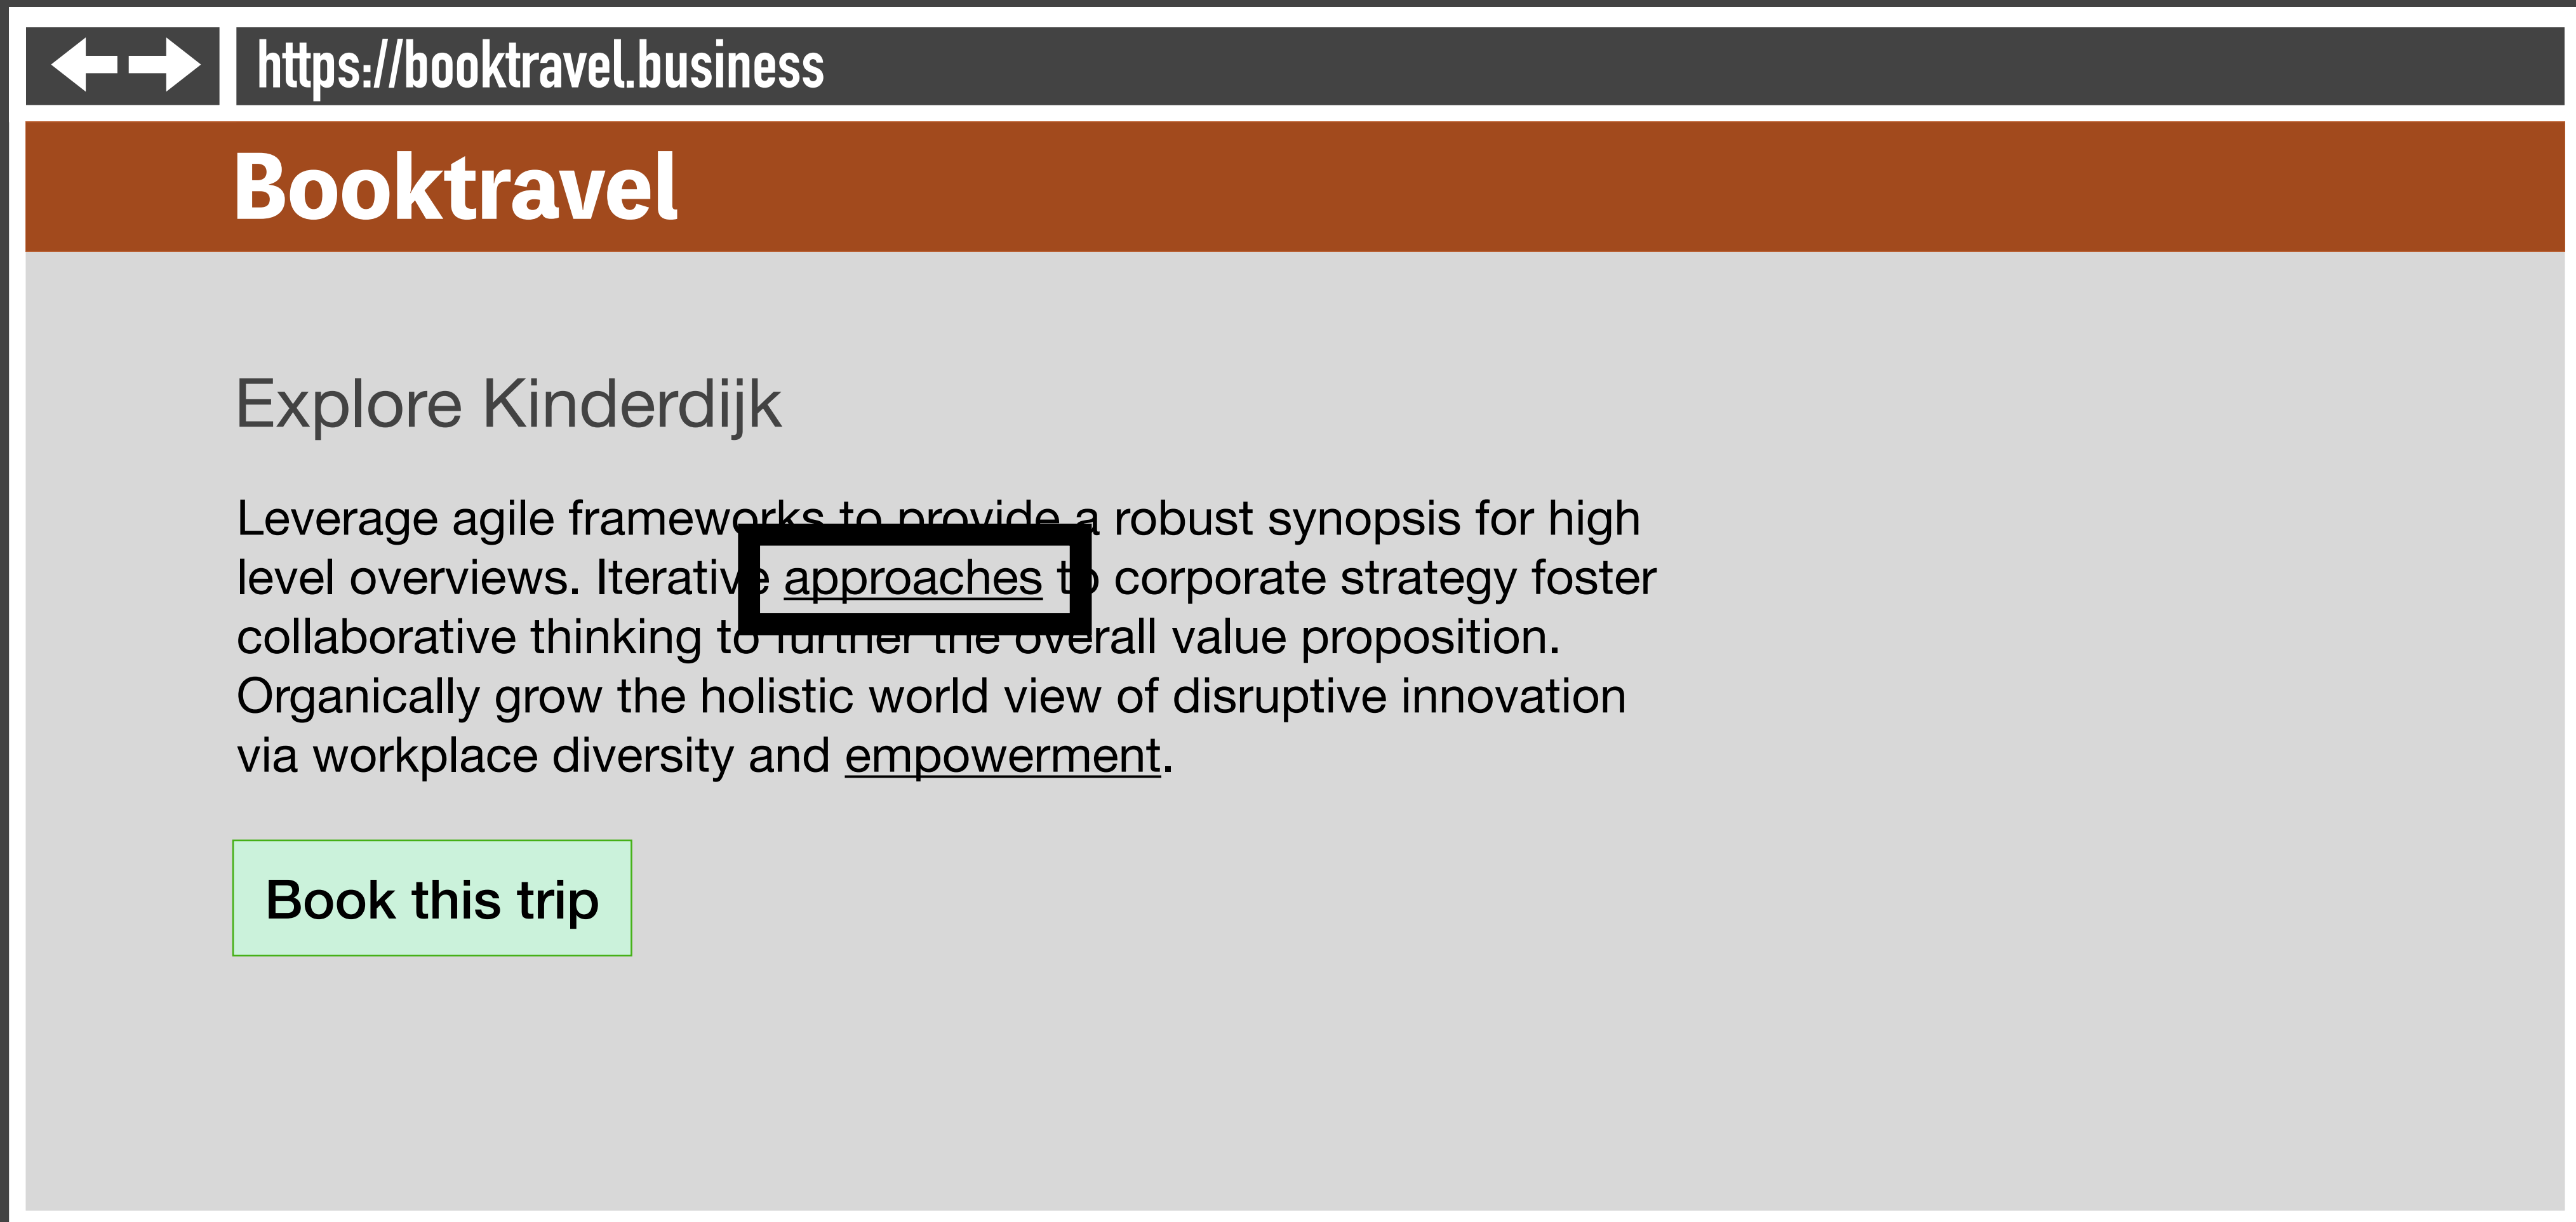 https://booktravel.business
Booktravel
Explore Kinderdijk
Leverage agile frameworks to provide a robust synopsis for high
level overviews. Iterative approaches to corporate strategy foster
collaborative thinking to further the overall value proposition.
Organically grow the holistic world view of disruptive innovation
via workplace diversity and empowerment.
Book this trip